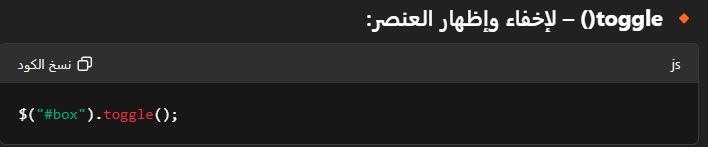 toggle() – لإخفاء وإظهار العنصر:
js
نسخ الكود
$("#box").toggle();